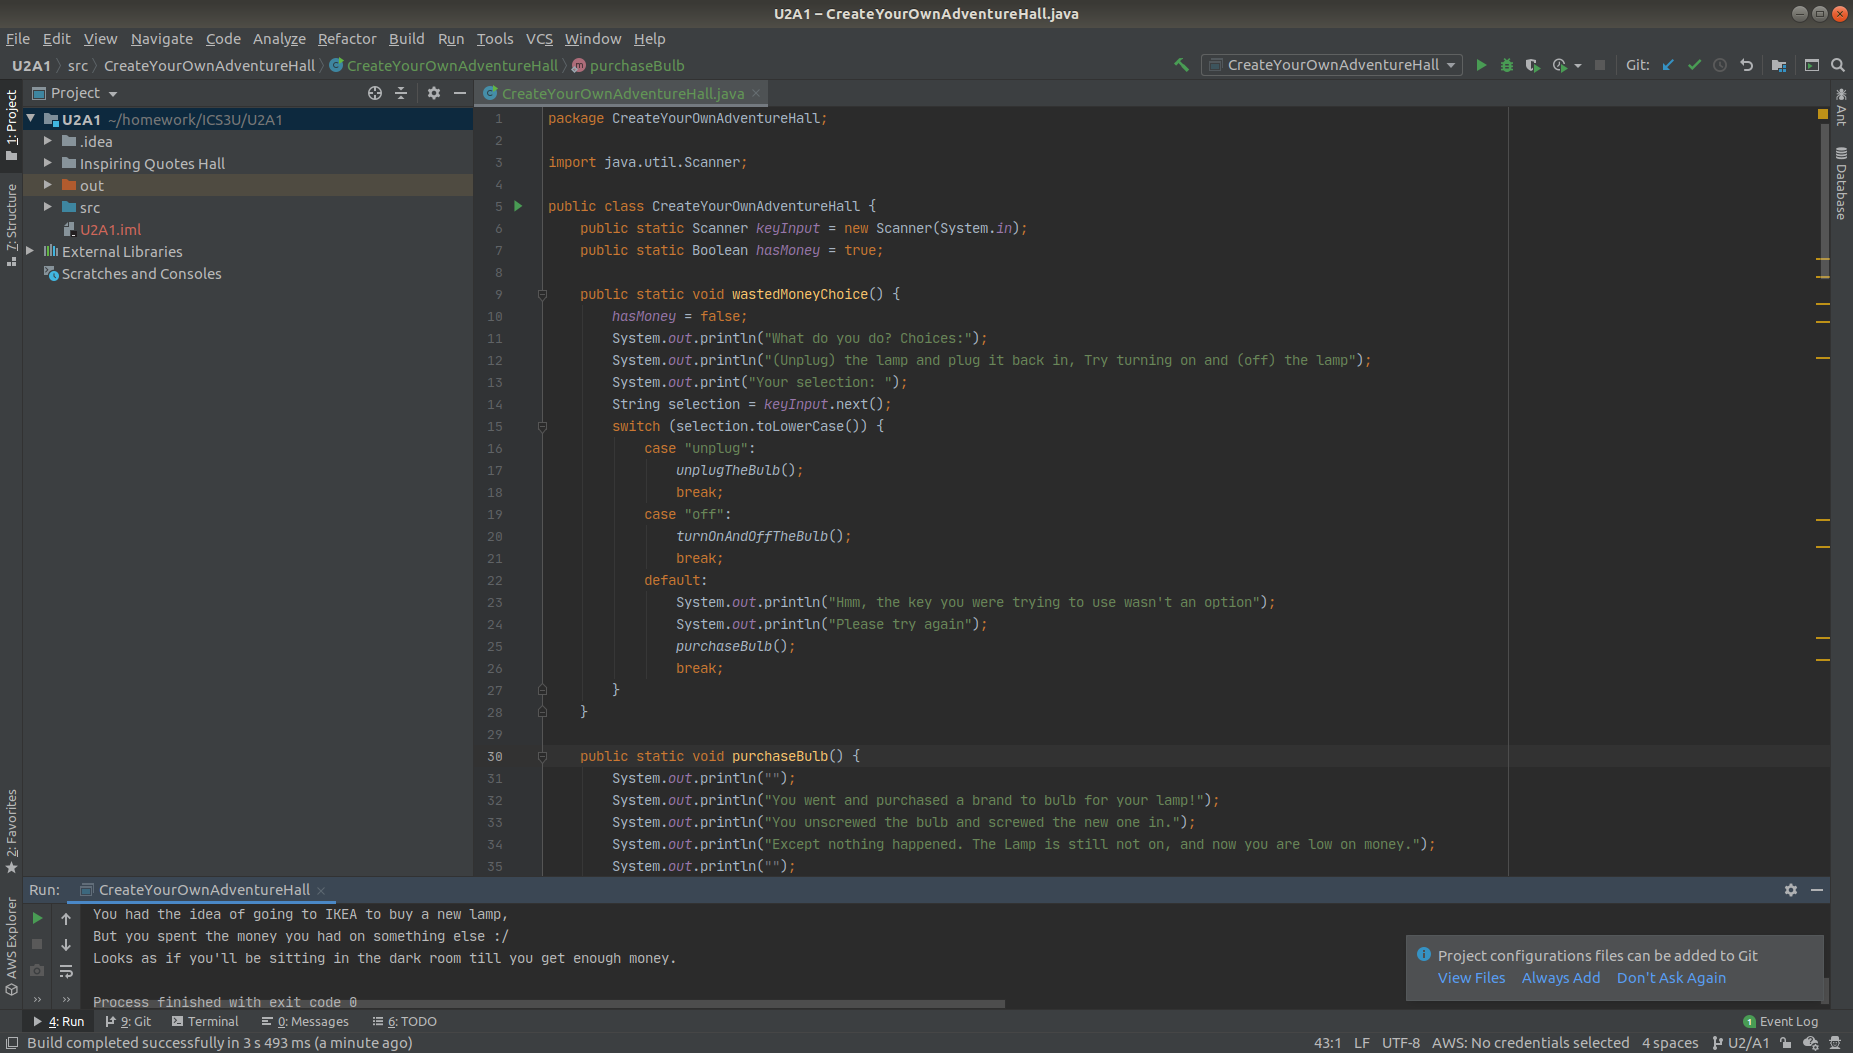 U2A1 – CreateYourOwnAdventureHall.java
File Edit View Navigate Code Analyze Refactor Build Run Tools VCS Window Help
U2A1 src CreateYourOwnAdventureHall CreateYourOwnAdventureHall purchaseBulb
CreateYourOwnAdventureHall Git:
1: Project
7: Structure
2: Favorites
AWS Explorer
Project
U2A1 ~/homework/ICS3U/U2A1
.idea
Inspiring Quotes Hall
out
src
U2A1.iml
External Libraries
Scratches and Consoles
CreateYourOwnAdventureHall.java
1 package CreateYourOwnAdventureHall;
2
3 import java.util.Scanner;
4
5 public class CreateYourOwnAdventureHall {
6 public static Scanner keyInput = new Scanner(System.in);
7 public static Boolean hasMoney = true;
8
9 public static void wastedMoneyChoice() {
10 hasMoney = false;
11 System.out.println("What do you do? Choices:");
12 System.out.println("(Unplug) the lamp and plug it back in, Try turning on and (off) the lamp");
13 System.out.print("Your selection: ");
14 String selection = keyInput.next();
15 switch (selection.toLowerCase()) {
16 case "unplug":
17 unplugTheBulb();
18 break;
19 case "off":
20 turnOnAndOffTheBulb();
21 break;
22 default:
23 System.out.println("Hmm, the key you were trying to use wasn't an option");
24 System.out.println("Please try again");
25 purchaseBulb();
26 break;
27 }
28 }
29
30 public static void purchaseBulb() {
31 System.out.println("");
32 System.out.println("You went and purchased a brand to bulb for your lamp!");
33 System.out.println("You unscrewed the bulb and screwed the new one in.");
34 System.out.println("Except nothing happened. The Lamp is still not on, and now you are low on money.");
35 System.out.println("");
Ant
Database
Run: CreateYourOwnAdventureHall
You had the idea of going to IKEA to buy a new lamp,
But you spent the money you had on something else :/
Looks as if you'll be sitting in the dark room till you get enough money.
Process finished with exit code 0
Project configurations files can be added to Git
View Files Always Add Don't Ask Again
4: Run 9: Git Terminal 0: Messages 6: TODO 1 Event Log
Build completed successfully in 3 s 493 ms (a minute ago) 43:1 LF UTF-8 AWS: No credentials selected 4 spaces U2/A1